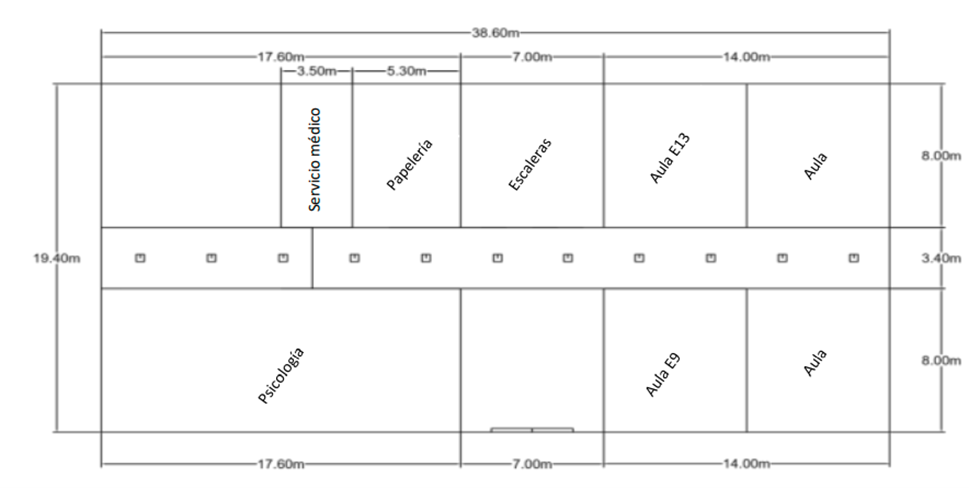 38.60m
17.60m
7.00m
14.00m
3.50m
5.30m
Servicio médico
Papelería
Escaleras
Aula E13
Aula
8.00m
19.40m
3.40m
Psicología
Aula E9
Aula
8.00m
17.60m
7.00m
14.00m